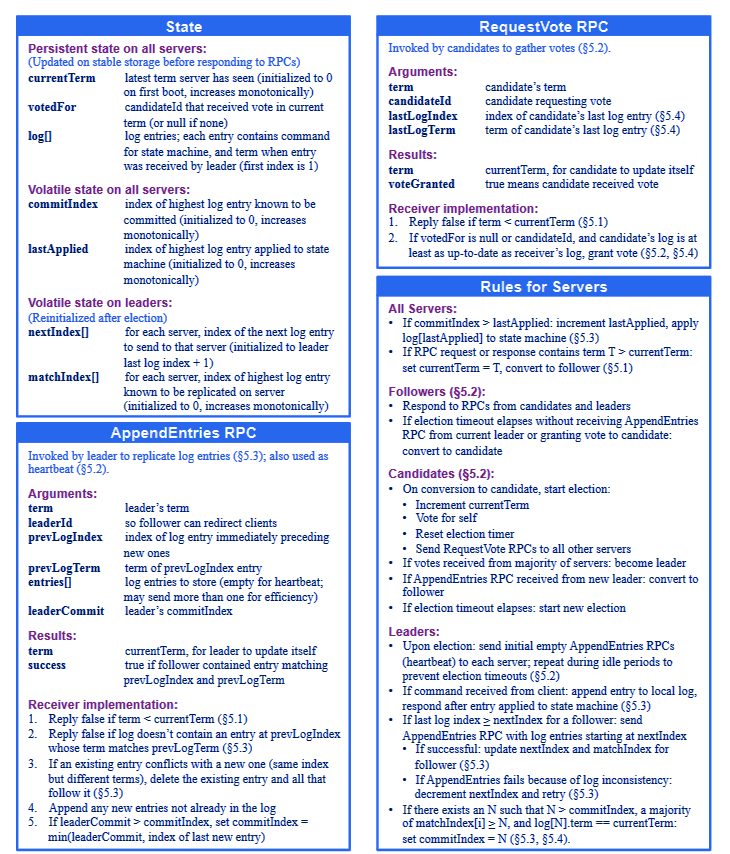 State
Persistent state on all servers:
(Updated on stable storage before responding to RPCs)
currentTerm latest term server has seen (initialized to 0
on first boot, increases monotonically)
votedFor candidateId that received vote in current
term (or null if none)
log[] log entries; each entry contains command
for state machine, and term when entry
was received by leader (first index is 1)
Volatile state on all servers:
commitIndex index of highest log entry known to be
committed (initialized to 0, increases
monotonically)
lastApplied index of highest log entry applied to state
machine (initialized to 0, increases
monotonically)
Volatile state on leaders:
(Reinitialized after election)
nextIndex[] for each server, index of the next log entry
to send to that server (initialized to leader
last log index + 1)
matchIndex[] for each server, index of highest log entry
known to be replicated on server
(initialized to 0, increases monotonically)
AppendEntries RPC
Invoked by leader to replicate log entries (§5.3); also used as
heartbeat (§5.2).
Arguments:
term leader's term
leaderId so follower can redirect clients
prevLogIndex index of log entry immediately preceding
new ones
prevLogTerm term of prevLogIndex entry
entries[] log entries to store (empty for heartbeat;
may send more than one for efficiency)
leaderCommit leader's commitIndex
Results:
term currentTerm, for leader to update itself
success true if follower contained entry matching
prevLogIndex and prevLogTerm
Receiver implementation:
1. Reply false if term < currentTerm (§5.1)
2. Reply false if log doesn't contain an entry at prevLogIndex
whose term matches prevLogTerm (§5.3)
3. If an existing entry conflicts with a new one (same index
but different terms), delete the existing entry and all that
follow it (§5.3)
4. Append any new entries not already in the log
5. If leaderCommit > commitIndex, set commitIndex =
min(leaderCommit, index of last new entry)
RequestVote RPC
Invoked by candidates to gather votes (§5.2).
Arguments:
term candidate's term
candidateId candidate requesting vote
lastLogIndex index of candidate's last log entry (§5.4)
lastLogTerm term of candidate's last log entry (§5.4)
Results:
term currentTerm, for candidate to update itself
voteGranted true means candidate received vote
Receiver implementation:
1. Reply false if term < currentTerm (§5.1)
2. If votedFor is null or candidateId, and candidate's log is at
least as up-to-date as receiver's log, grant vote (§5.2, §5.4)
Rules for Servers
All Servers:
• If commitIndex > lastApplied: increment lastApplied, apply
log[lastApplied] to state machine (§5.3)
• If RPC request or response contains term T > currentTerm:
set currentTerm = T, convert to follower (§5.1)
Followers (§5.2):
• Respond to RPCs from candidates and leaders
• If election timeout elapses without receiving AppendEntries
RPC from current leader or granting vote to candidate:
convert to candidate
Candidates (§5.2):
• On conversion to candidate, start election:
• Increment currentTerm
• Vote for self
• Reset election timer
• Send RequestVote RPCs to all other servers
• If votes received from majority of servers: become leader
• If AppendEntries RPC received from new leader: convert to
follower
• If election timeout elapses: start new election
Leaders:
• Upon election: send initial empty AppendEntries RPCs
(heartbeat) to each server; repeat during idle periods to
prevent election timeouts (§5.2)
• If command received from client: append entry to local log,
respond after entry applied to state machine (§5.3)
• If last log index ≥ nextIndex for a follower: send
AppendEntries RPC with log entries starting at nextIndex
• If successful: update nextIndex and matchIndex for
follower (§5.3)
• If AppendEntries fails because of log inconsistency:
decrement nextIndex and retry (§5.3)
• If there exists an N such that N > commitIndex, a majority
of matchIndex[i] ≥ N, and log[N].term == currentTerm:
set commitIndex = N (§5.3, §5.4).